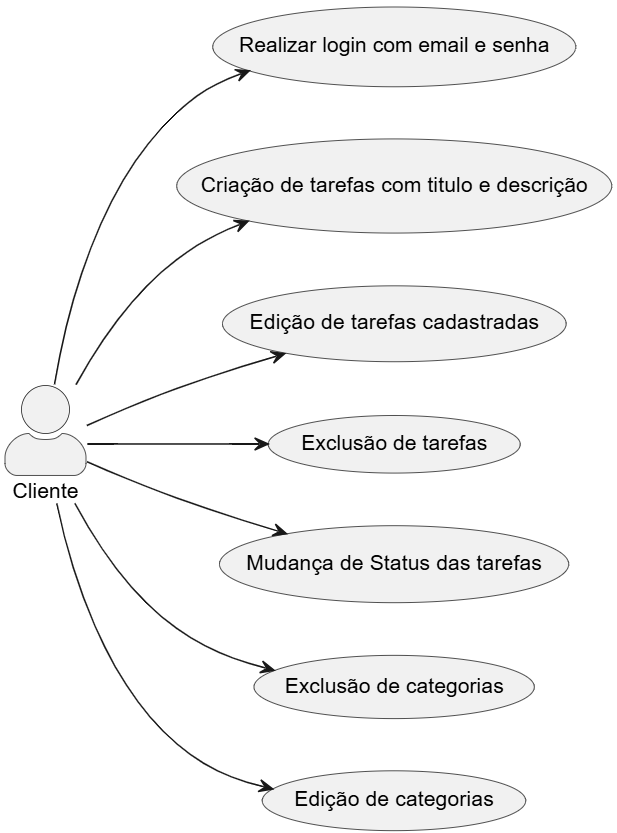 Realizar login com email e senha
Criação de tarefas com titulo e descrição
Edição de tarefas cadastradas
Exclusão de tarefas
Cliente
Mudança de Status das tarefas
Exclusão de categorias
Edição de categorias